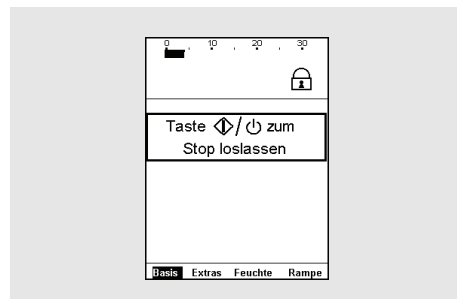 0 10 20 30
Taste /  zum
Stop loslassen
Basis Extras Feuchte Rampe